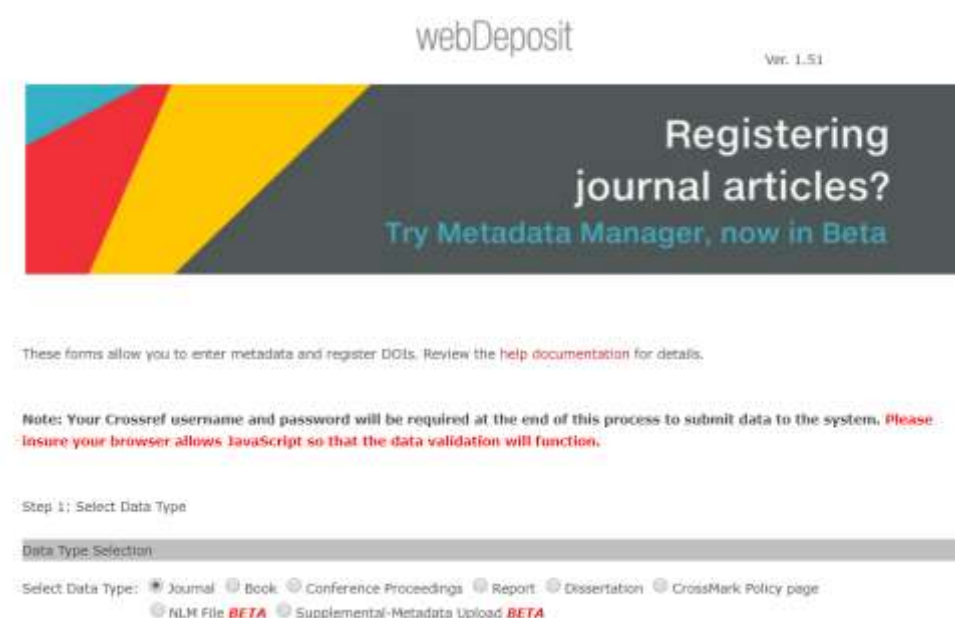 webDeposit
Ver. 1.51
Registering
journal articles?
Try Metadata Manager, now in Beta
These forms allow you to enter metadata and register DOIs. Review the help documentation for details.
Note: Your Crossref username and password will be required at the end of this process to submit data to the system. Please
insure your browser allows JavaScript so that the data validation will function.
Step 1: Select Data Type
Data Type Selection
Select Data Type: Journal Book Conference Proceedings Report Dissertation CrossMark Policy page
NLM File BETA Supplemental-Metadata Upload BETA